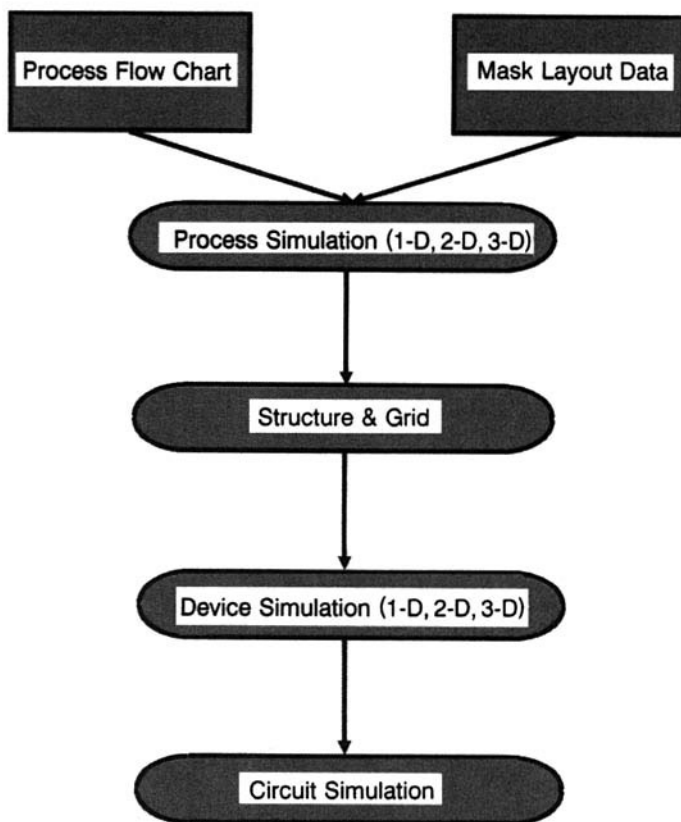 Process Flow Chart
Mask Layout Data
Process Simulation (1-D, 2-D, 3-D)
Structure & Grid
Device Simulation (1-D, 2-D, 3-D)
Circuit Simulation